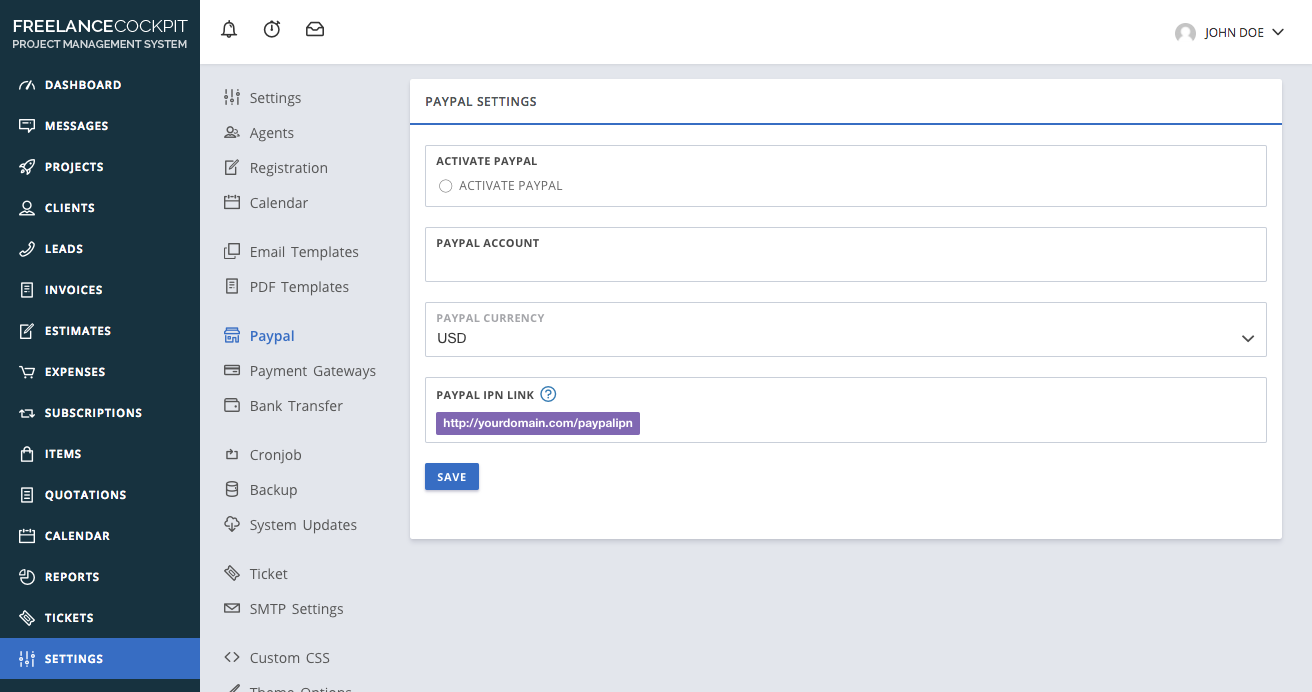 FREELANCECOCKPIT
PROJECT MANAGEMENT SYSTEM
DASHBOARD
MESSAGES
PROJECTS
CLIENTS
LEADS
INVOICES
ESTIMATES
EXPENSES
SUBSCRIPTIONS
ITEMS
QUOTATIONS
CALENDAR
REPORTS
TICKETS
SETTINGS
JOHN DOE
Settings
Agents
Registration
Calendar
Email Templates
PDF Templates
Paypal
Payment Gateways
Bank Transfer
Cronjob
Backup
System Updates
Ticket
SMTP Settings
Custom CSS
Theme Options
PAYPAL SETTINGS
ACTIVATE PAYPAL
ACTIVATE PAYPAL
PAYPAL ACCOUNT
PAYPAL CURRENCY
USD
PAYPAL IPN LINK ?
http://yourdomain.com/paypalipn
SAVE